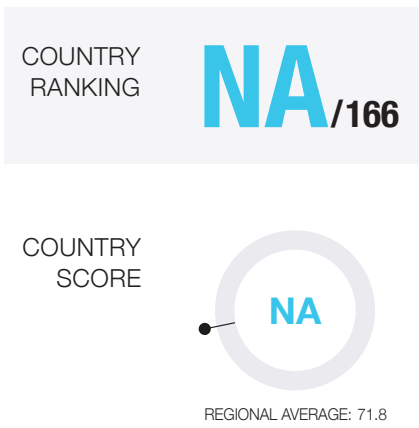 COUNTRY
RANKING
NA/166
COUNTRY
SCORE
NA
REGIONAL AVERAGE: 71.8